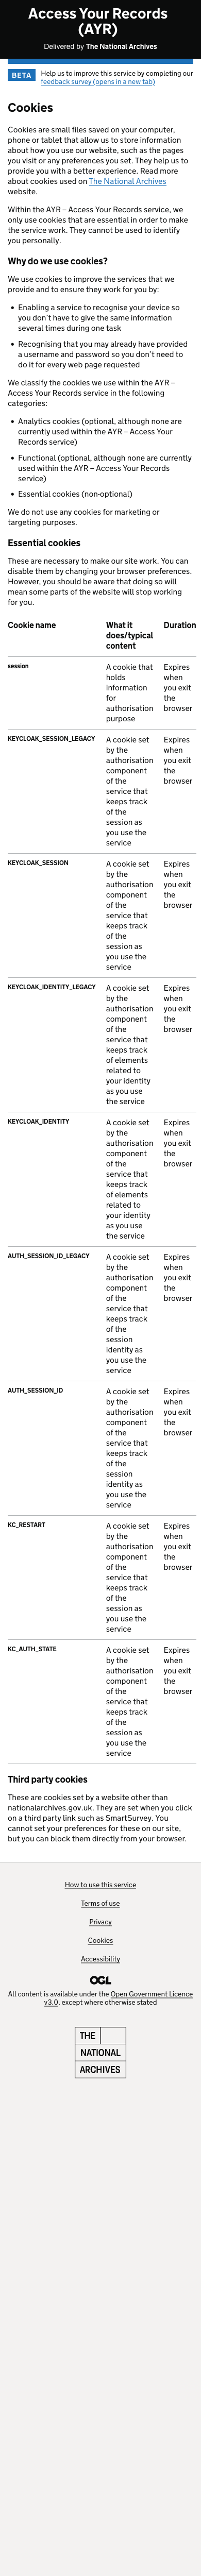 Access Your Records
(AYR)
Delivered by The National Archives
BETA
Help us to improve this service by completing our
feedback survey (opens in a new tab)
Cookies
Cookies are small files saved on your computer,
phone or tablet that allow us to store information
about how you use our website, such as the pages
you visit or any preferences you set. They help us to
provide you with a better experience. Read more
about cookies used on The National Archives
website.
Within the AYR – Access Your Records service, we
only use cookies that are essential in order to make
the service work. They cannot be used to identify
you personally.
Why do we use cookies?
We use cookies to improve the services that we
provide and to ensure they work for you by:
• Enabling a service to recognise your device so
you don’t have to give the same information
several times during one task
• Recognising that you may already have provided
a username and password so you don’t need to
do it for every web page requested
We classify the cookies we use within the AYR –
Access Your Records service in the following
categories:
• Analytics cookies (optional, although none are
currently used within the AYR – Access Your
Records service)
• Functional (optional, although none are currently
used within the AYR – Access Your Records
service)
• Essential cookies (non-optional)
We do not use any cookies for marketing or
targeting purposes.
Essential cookies
These are necessary to make our site work. You can
disable them by changing your browser preferences.
However, you should be aware that doing so will
mean some parts of the website will stop working
for you.
Cookie name
What it
does/typical
content
Duration
session
A cookie that
holds
information
for
authorisation
purpose
Expires
when
you exit
the
browser
KEYCLOAK_SESSION_LEGACY
A cookie set
by the
authorisation
component
of the
service that
keeps track
of the
session as
you use the
service
Expires
when
you exit
the
browser
KEYCLOAK_SESSION
A cookie set
by the
authorisation
component
of the
service that
keeps track
of the
session as
you use the
service
Expires
when
you exit
the
browser
KEYCLOAK_IDENTITY_LEGACY
A cookie set
by the
authorisation
component
of the
service that
keeps track
of elements
related to
your identity
as you use
the service
Expires
when
you exit
the
browser
KEYCLOAK_IDENTITY
A cookie set
by the
authorisation
component
of the
service that
keeps track
of elements
related to
your identity
as you use
the service
Expires
when
you exit
the
browser
AUTH_SESSION_ID_LEGACY
A cookie set
by the
authorisation
component
of the
service that
keeps track
of the
session
identity as
you use the
service
Expires
when
you exit
the
browser
AUTH_SESSION_ID
A cookie set
by the
authorisation
component
of the
service that
keeps track
of the
session
identity as
you use the
service
Expires
when
you exit
the
browser
KC_RESTART
A cookie set
by the
authorisation
component
of the
service that
keeps track
of the
session as
you use the
service
Expires
when
you exit
the
browser
KC_AUTH_STATE
A cookie set
by the
authorisation
component
of the
service that
keeps track
of the
session as
you use the
service
Expires
when
you exit
the
browser
Third party cookies
These are cookies set by a website other than
nationalarchives.gov.uk. They are set when you click
on a third party link such as SmartSurvey. You
cannot set your preferences for these on our site,
but you can block them directly from your browser.
How to use this service
Terms of use
Privacy
Cookies
Accessibility
OGL
All content is available under the Open Government Licence
v3.0, except where otherwise stated
THE
NATIONAL
ARCHIVES